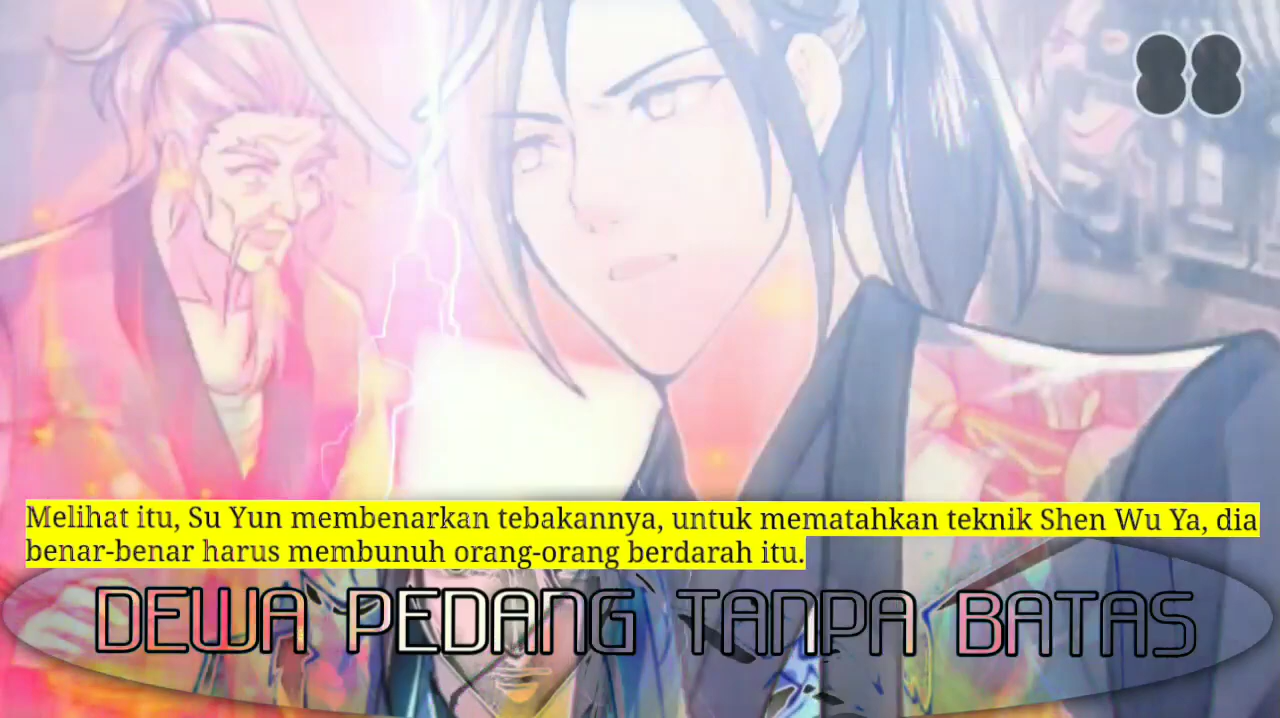 88
Melihat itu, Su Yun membenarkan tebakannya, untuk mematahkan teknik Shen Wu Ya, dia
benar-benar harus membunuh orang-orang berdarah itu.
DEWA PEDANG TANPA BATAS